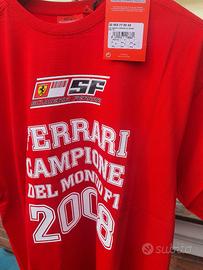 SF
FERRARI
CAMPIONE
DEL MONDO F1
2008
subito